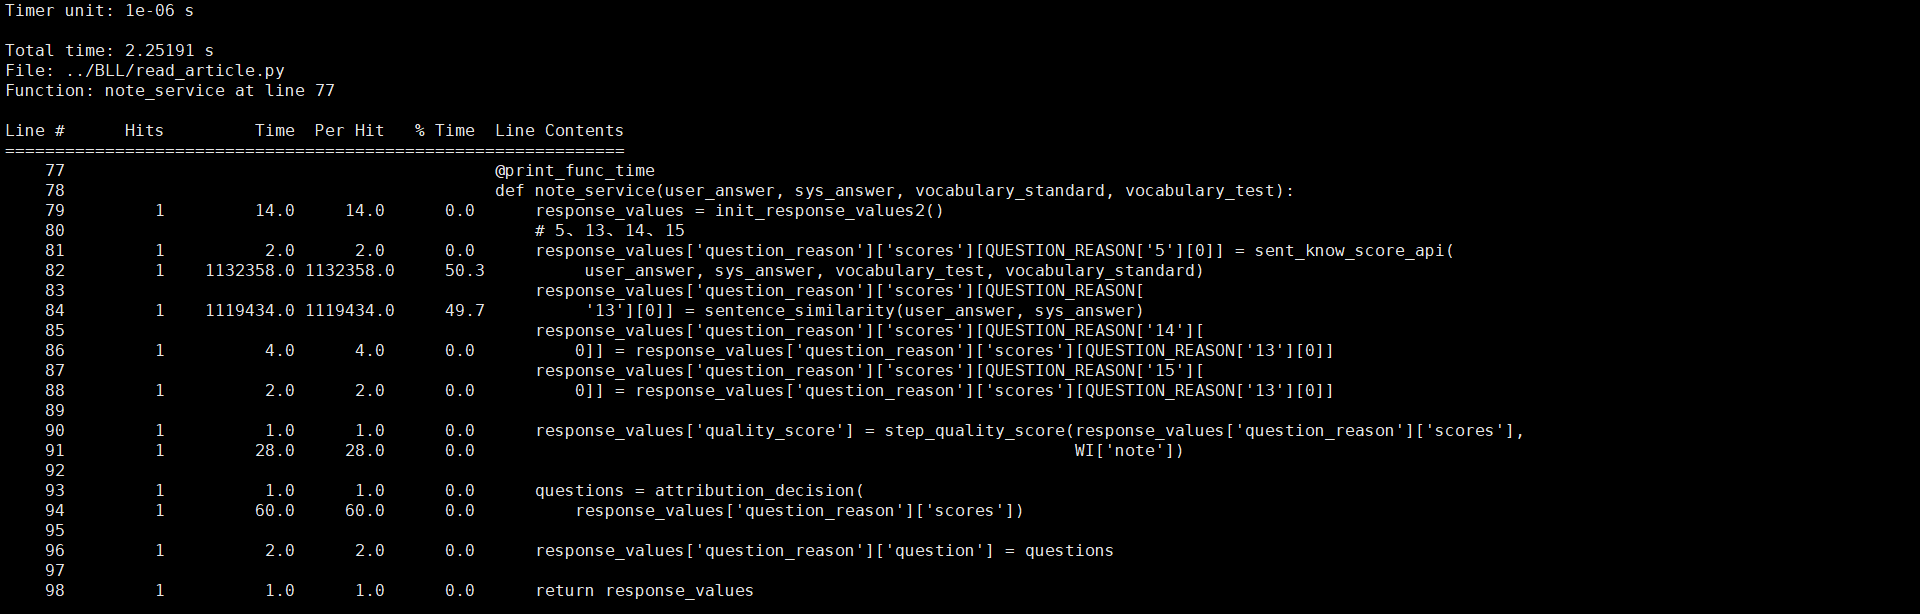 Timer unit: 1e-06 s
Total time: 2.25191 s
File: ../BLL/read_article.py
Function: note_service at line 77
Line #      Hits         Time  Per Hit   % Time  Line Contents
==============================================================
    77                                           @print_func_time
    78                                           def note_service(user_answer, sys_answer, vocabulary_standard, vocabulary_test):
    79         1         14.0     14.0      0.0      response_values = init_response_values2()
    80                                               # 5、13、14、15
    81         1          2.0      2.0      0.0      response_values['question_reason']['scores'][QUESTION_REASON['5'][0]] = sent_know_score_api(
    82         1    1132358.0 1132358.0     50.3          user_answer, sys_answer, vocabulary_test, vocabulary_standard)
    83                                               response_values['question_reason']['scores'][QUESTION_REASON[
    84         1    1119434.0 1119434.0     49.7          '13'][0]] = sentence_similarity(user_answer, sys_answer)
    85                                               response_values['question_reason']['scores'][QUESTION_REASON['14'][
    86         1          4.0      4.0      0.0          0]] = response_values['question_reason']['scores'][QUESTION_REASON['13'][0]]
    87                                               response_values['question_reason']['scores'][QUESTION_REASON['15'][
    88         1          2.0      2.0      0.0          0]] = response_values['question_reason']['scores'][QUESTION_REASON['13'][0]]
    89
    90         1          1.0      1.0      0.0      response_values['quality_score'] = step_quality_score(response_values['question_reason']['scores'],
    91         1         28.0     28.0      0.0                                                            WI['note'])
    92
    93         1          1.0      1.0      0.0      questions = attribution_decision(
    94         1         60.0     60.0      0.0          response_values['question_reason']['scores'])
    95
    96         1          2.0      2.0      0.0      response_values['question_reason']['question'] = questions
    97
    98         1          1.0      1.0      0.0      return response_values